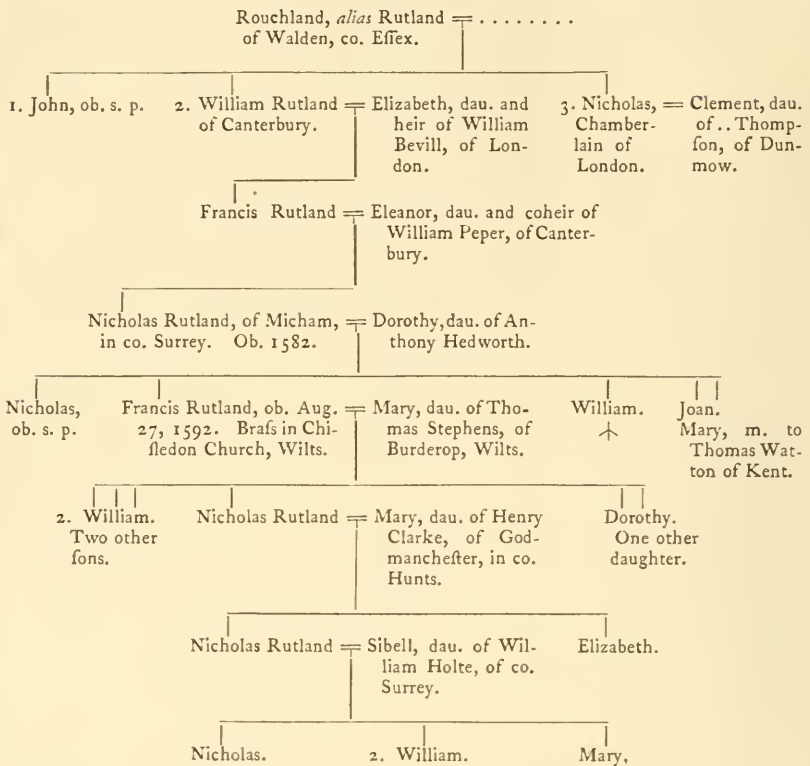 Rouchland, alias Rutland = . . . . . . . .
of Walden, co. Eſſex.
1. John, ob. s. p.
2. William Rutland =
of Canterbury.
Elizabeth, dau. and
heir of William
Bevill, of Lon-
don.
3. Nicholas, =
Chamber-
lain of
London.
Clement, dau.
of . . Thomp-
ſon, of Dun-
mow.
Francis Rutland =
Eleanor, dau. and coheir of
William Peper, of Canter-
bury.
Nicholas Rutland, of Micham, =
in co. Surrey. Ob. 1582.
Dorothy, dau. of An-
thony Hedworth.
Nicholas,
ob. s. p.
Francis Rutland, ob. Aug. =
27, 1592. Braſs in Chi-
ſledon Church, Wilts.
Mary, dau. of Tho-
mas Stephens, of
Burderop, Wilts.
William.
Joan.
Mary, m. to
Thomas Wat-
ton of Kent.
2. William.
Two other
ſons.
Nicholas Rutland =
Mary, dau. of Henry
Clarke, of God-
mancheſter, in co.
Hunts.
Dorothy.
One other
daughter.
Nicholas Rutland =
Sibell, dau. of Wil-
liam Holte, of co.
Surrey.
Elizabeth.
Nicholas.
2. William.
Mary,